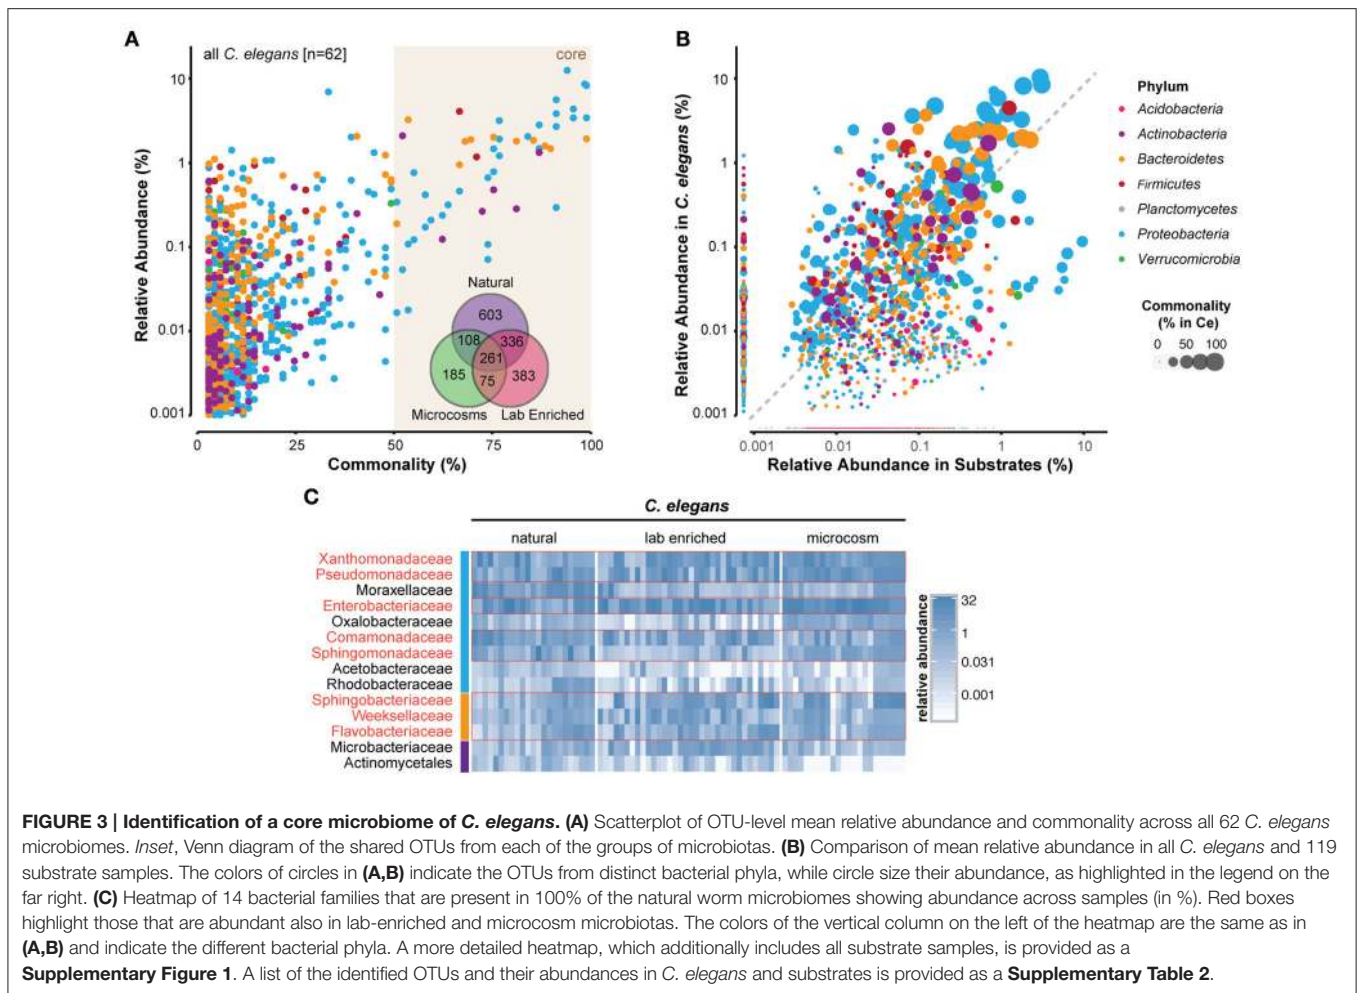 A
all C. elegans [n=62]
core
Relative Abundance (%)
10
1
0.1
0.01
0.001
0
25
50
75
100
Commonality (%)
Natural
603
108
336
261
185
75
383
Microcosms
Lab Enriched
B
Relative Abundance in C. elegans (%)
10
1
0.1
0.01
0.001
0.001
0.01
0.1
1
10
Relative Abundance in Substrates (%)
Phylum
Acidobacteria
Actinobacteria
Bacteroidetes
Firmicutes
Planctomycetes
Proteobacteria
Verrucomicrobia
Commonality
(% in Ce)
0 50 100
C
C. elegans
natural
lab enriched
microcosm
Xanthomonadaceae
Pseudomonadaceae
Moraxellaceae
Enterobacteriaceae
Oxalobacteraceae
Comamonadaceae
Sphingomonadaceae
Acetobacteraceae
Rhodobacteraceae
Sphingobacteriaceae
Weeksellaceae
Flavobacteriaceae
Microbacteriaceae
Actinomycetales
relative abundance
32
1
0.031
0.001
FIGURE 3 | Identification of a core microbiome of C. elegans. (A) Scatterplot of OTU-level mean relative abundance and commonality across all 62 C. elegans
microbiomes. Inset, Venn diagram of the shared OTUs from each of the groups of microbiotas. (B) Comparison of mean relative abundance in all C. elegans and 119
substrate samples. The colors of circles in (A,B) indicate the OTUs from distinct bacterial phyla, while circle size their abundance, as highlighted in the legend on the
far right. (C) Heatmap of 14 bacterial families that are present in 100% of the natural worm microbiomes showing abundance across samples (in %). Red boxes
highlight those that are abundant also in lab-enriched and microcosm microbiotas. The colors of the vertical column on the left of the heatmap are the same as in
(A,B) and indicate the different bacterial phyla. A more detailed heatmap, which additionally includes all substrate samples, is provided as a
Supplementary Figure 1. A list of the identified OTUs and their abundances in C. elegans and substrates is provided as a Supplementary Table 2.